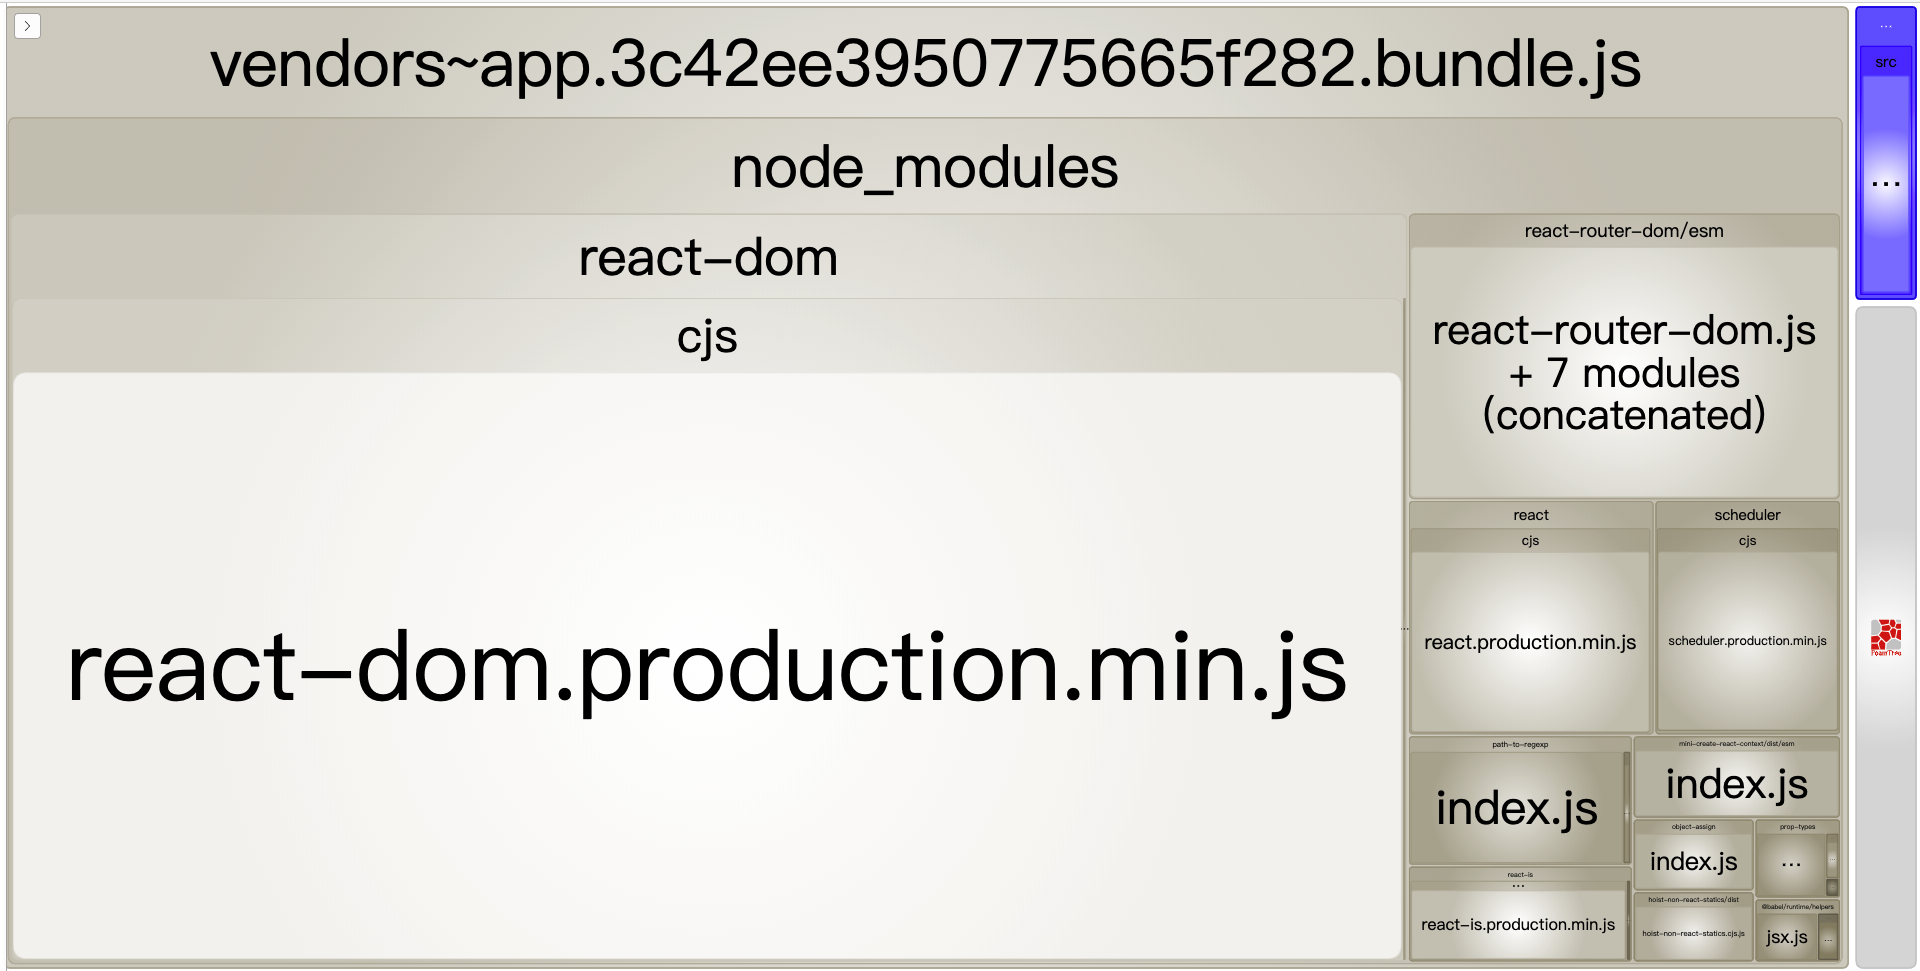 vendors~app.3c42ee3950775665f282.bundle.js
...
src
...
node_modules
react-dom
cjs
react-dom.production.min.js
...
react-router-dom/esm
react-router-dom.js
+ 7 modules
(concatenated)
react
cjs
react.production.min.js
scheduler
cjs
scheduler.production.min.js
path-to-regexp
index.js
mini-create-react-context/dist/esm
index.js
object-assign
index.js
prop-types
...
react-is
...
react-is.production.min.js
hoist-non-react-statics/dist
hoist-non-react-statics.cjs.js
@babel/runtime/helpers
jsx.js
...
FoamTree